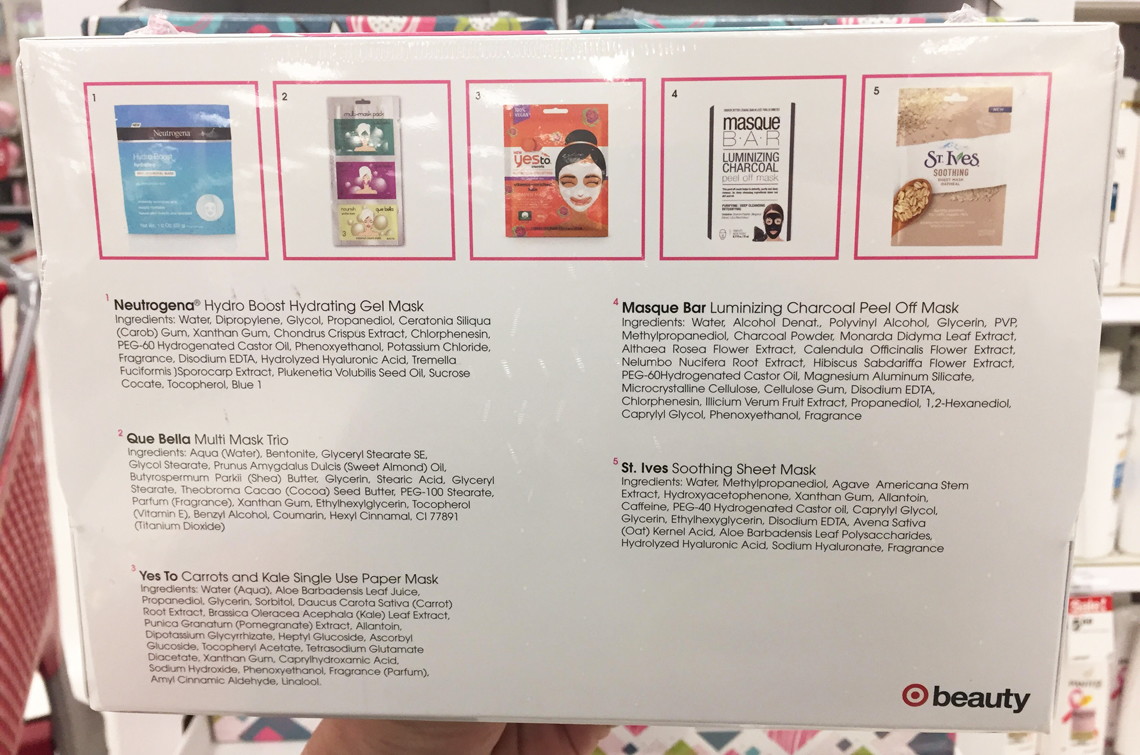 1
2
3
4
5
Neutrogena
Hydro Boost
multi-mask pack
nourish
que bella
3
yes to
masque
B·A·R
LUMINIZING
CHARCOAL
peel off mask
St. Ives
SOOTHING
SHEET MASK
OATMEAL
1 Neutrogena® Hydro Boost Hydrating Gel Mask
Ingredients: Water, Dipropylene, Glycol, Propanediol, Ceratonia Siliqua
(Carob) Gum, Xanthan Gum, Chondrus Crispus Extract, Chlorphenesin,
PEG-60 Hydrogenated Castor Oil, Phenoxyethanol, Potassium Chloride,
Fragrance, Disodium EDTA, Hydrolyzed Hyaluronic Acid, Tremella
Fuciformis )Sporocarp Extract, Plukenetia Volubilis Seed Oil, Sucrose
Cocate, Tocopherol, Blue 1
2 Que Bella Multi Mask Trio
Ingredients: Aqua (Water), Bentonite, Glyceryl Stearate SE,
Glycol Stearate, Prunus Amygdalus Dulcis (Sweet Almond) Oil,
Butyrospermum Parkii (Shea) Butter, Glycerin, Stearic Acid, Glyceryl
Stearate, Theobroma Cacao (Cocoa) Seed Butter, PEG-100 Stearate,
Parfum (Fragrance), Xanthan Gum, Ethylhexylglycerin, Tocopherol
(Vitamin E), Benzyl Alcohol, Coumarin, Hexyl Cinnamal, CI 77891
(Titanium Dioxide)
3 Yes To Carrots and Kale Single Use Paper Mask
Ingredients: Water (Aqua), Aloe Barbadensis Leaf Juice,
Propanediol, Glycerin, Sorbitol, Daucus Carota Sativa (Carrot)
Root Extract, Brassica Oleracea Acephala (Kale) Leaf Extract,
Punica Granatum (Pomegranate) Extract, Allantoin,
Dipotassium Glycyrrhizate, Heptyl Glucoside, Ascorbyl
Glucoside, Tocopheryl Acetate, Tetrasodium Glutamate
Diacetate, Xanthan Gum, Caprylhydroxamic Acid,
Sodium Hydroxide, Phenoxyethanol, Fragrance (Parfum),
Amyl Cinnamic Aldehyde, Linalool.
4 Masque Bar Luminizing Charcoal Peel Off Mask
Ingredients: Water, Alcohol Denat., Polyvinyl Alcohol, Glycerin, PVP,
Methylpropanediol, Charcoal Powder, Monarda Didyma Leaf Extract,
Althaea Rosea Flower Extract, Calendula Officinalis Flower Extract,
Nelumbo Nucifera Root Extract, Hibiscus Sabdariffa Flower Extract,
PEG-60Hydrogenated Castor Oil, Magnesium Aluminum Silicate,
Microcrystalline Cellulose, Cellulose Gum, Disodium EDTA,
Chlorphenesin, Illicium Verum Fruit Extract, Propanediol, 1,2-Hexanediol,
Caprylyl Glycol, Phenoxyethanol, Fragrance
5 St. Ives Soothing Sheet Mask
Ingredients: Water, Methylpropanediol, Agave Americana Stem
Extract, Hydroxyacetophenone, Xanthan Gum, Allantoin,
Caffeine, PEG-40 Hydrogenated Castor oil, Caprylyl Glycol,
Glycerin, Ethylhexyglycerin, Disodium EDTA, Avena Sativa
(Oat) Kernel Acid, Aloe Barbadensis Leaf Polysaccharides,
Hydrolyzed Hyaluronic Acid, Sodium Hyaluronate, Fragrance
beauty